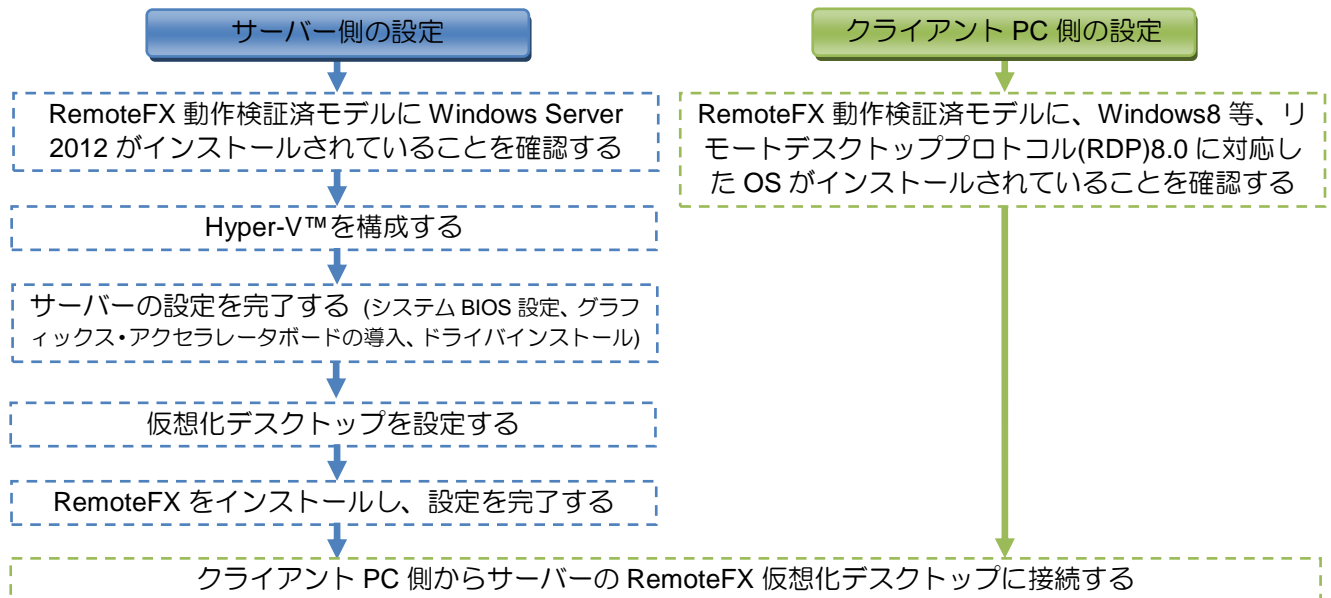 サーバー側の設定
RemoteFX 動作検証済モデルに Windows Server
2012 がインストールされていることを確認する
Hyper-V™を構成する
サーバーの設定を完了する (システム BIOS 設定、グラフ
ィックス・アクセラレータボードの導入、ドライバインストール)
仮想化デスクトップを設定する
RemoteFX をインストールし、設定を完了する
クライアント PC 側の設定
RemoteFX 動作検証済モデルに、Windows8 等、リ
モートデスクトッププロトコル(RDP)8.0 に対応し
た OS がインストールされていることを確認する
クライアント PC 側からサーバーの RemoteFX 仮想化デスクトップに接続する